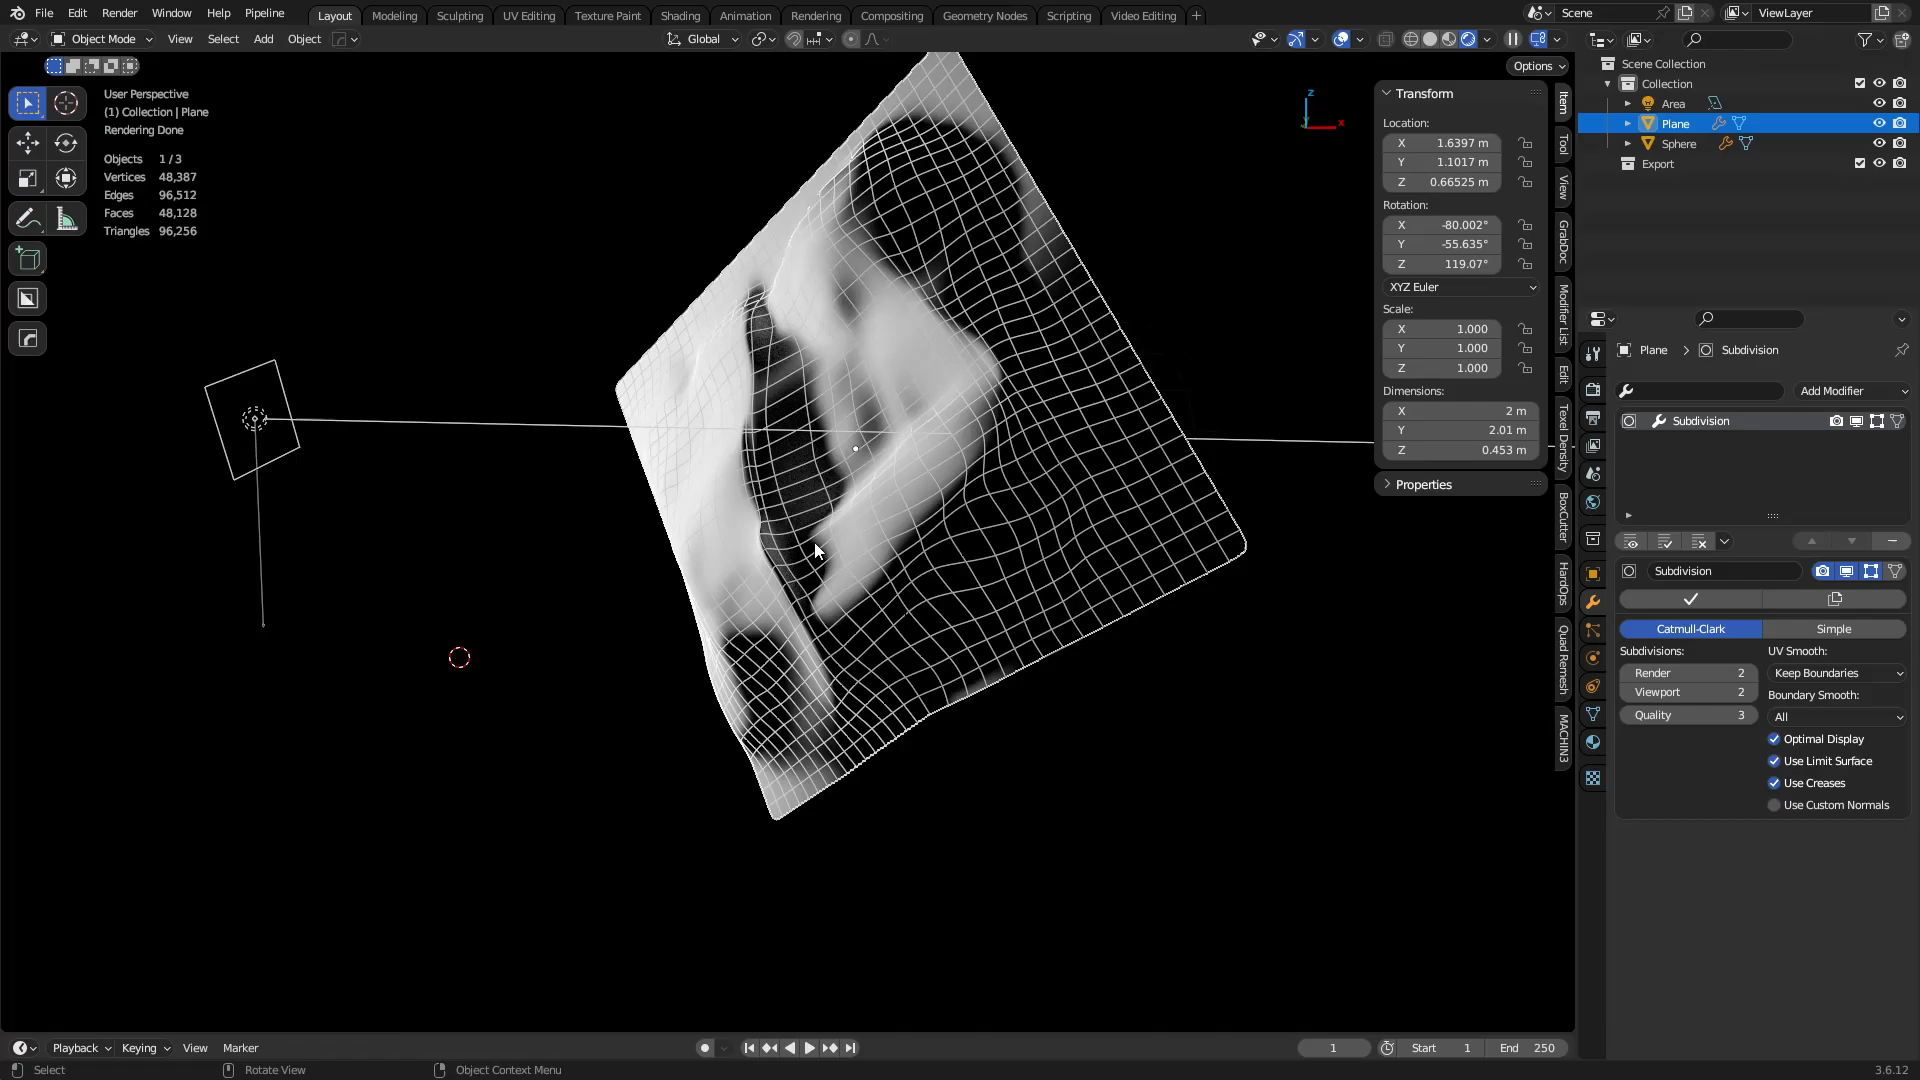 File Edit Render Window Help Pipeline
Layout Modeling Sculpting UV Editing Texture Paint Shading Animation Rendering Compositing Geometry Nodes Scripting Video Editing +
Scene
ViewLayer
Object Mode View Select Add Object
Global
Options
User Perspective
(1) Collection | Plane
Rendering Done
Objects 1 / 3
Vertices 48,387
Edges 96,512
Faces 48,128
Triangles 96,256
Z
X
Y
Transform
Location:
X 1.6397 m
Y 1.1017 m
Z 0.66525 m
Rotation:
X -80.002°
Y -55.635°
Z 119.07°
XYZ Euler
Scale:
X 1.000
Y 1.000
Z 1.000
Dimensions:
X 2 m
Y 2.01 m
Z 0.453 m
Properties
Item
Tool
View
GrabDoc
Modifier List
Edit
Texel Density
BoxCutter
HardOps
Quad Remesh
MACHIN3
Scene Collection
Collection
Area
Plane
Sphere
Export
Plane > Subdivision
Add Modifier
Subdivision
Subdivision
Catmull-Clark Simple
Subdivisions:
Render 2
Viewport 2
Quality 3
UV Smooth:
Keep Boundaries
Boundary Smooth:
All
Optimal Display
Use Limit Surface
Use Creases
Use Custom Normals
Playback Keying View Marker
1
Start 1
End 250
Select
Rotate View
Object Context Menu
3.6.12